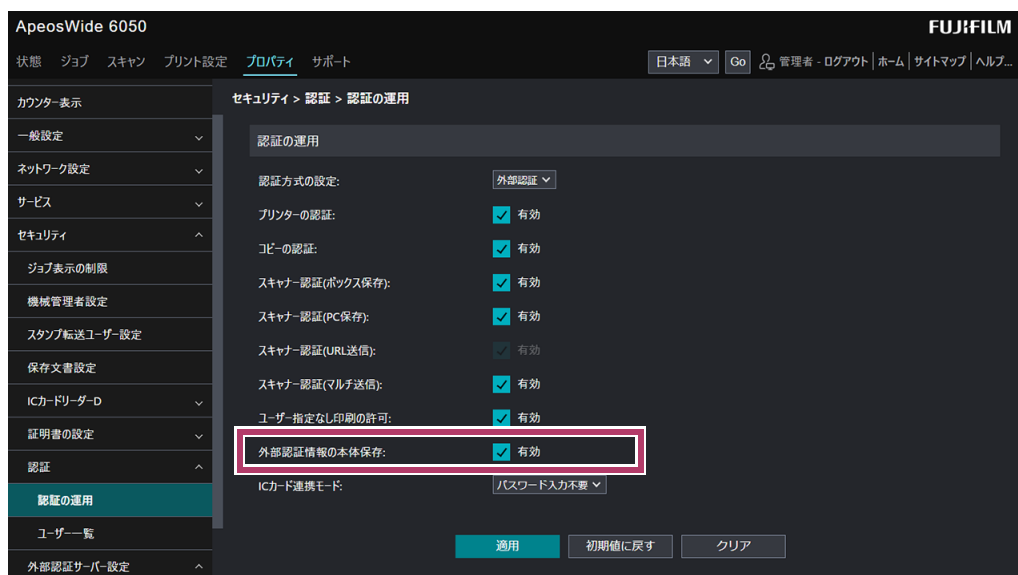 ApeosWide 6050
FUJIFILM
状態 ジョブ スキャン プリント設定 プロパティ サポート
日本語 Go 管理者 - ログアウト ホーム サイトマップ ヘルプ...
カウンター表示
一般設定
ネットワーク設定
サービス
セキュリティ
ジョブ表示の制限
機械管理者設定
スタンプ転送ユーザー設定
保存文書設定
ICカードリーダーD
証明書の設定
認証
認証の運用
ユーザー一覧
外部認証サーバー設定
セキュリティ > 認証 > 認証の運用
認証の運用
認証方式の設定: 外部認証
プリンターの認証: 有効
コピーの認証: 有効
スキャナー認証(ボックス保存): 有効
スキャナー認証(PC保存): 有効
スキャナー認証(URL送信): 有効
スキャナー認証(マルチ送信): 有効
ユーザー指定なし印刷の許可: 有効
外部認証情報の本体保存: 有効
ICカード連携モード: パスワード入力不要
適用 初期値に戻す クリア